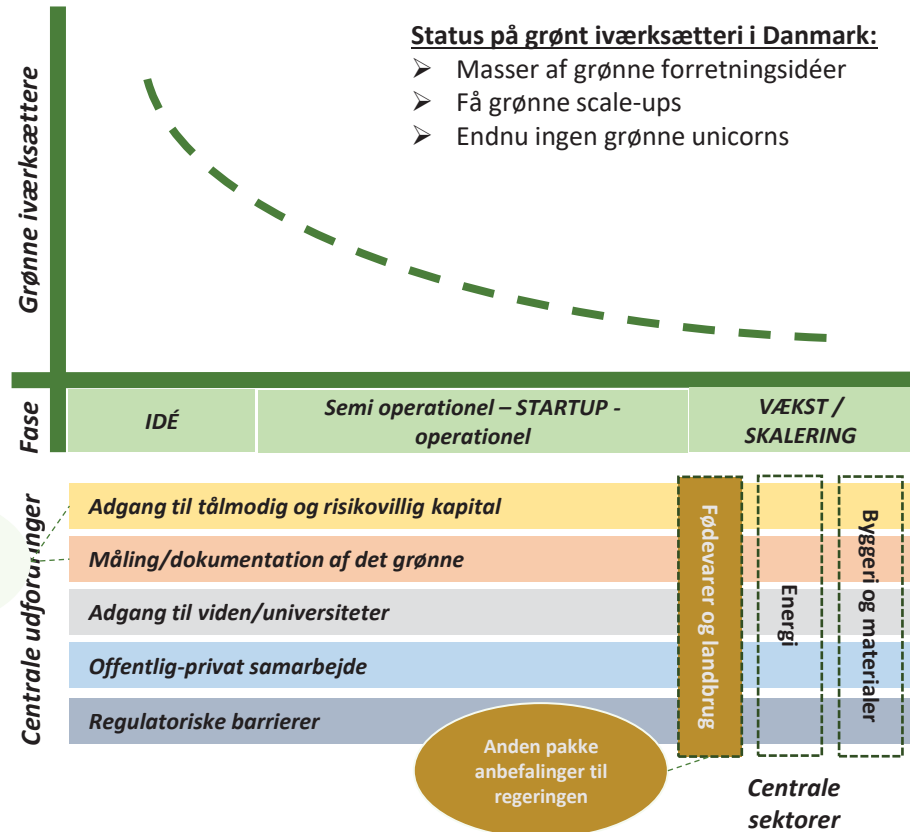 Status på grønt iværksætteri i Danmark:
➢ Masser af grønne forretningsidéer
➢ Få grønne scale-ups
➢ Endnu ingen grønne unicorns
Grønne iværksættere
Fase
IDÉ
Semi operationel – STARTUP -
operationel
VÆKST /
SKALERING
Centrale udfordringer
Adgang til tålmodig og risikovillig kapital
Måling/dokumentation af det grønne
Adgang til viden/universiteter
Offentlig-privat samarbejde
Regulatoriske barrierer
Fødevarer og landbrug
Energi
Byggeri og materialer
Anden pakke
anbefalinger til
regeringen
Centrale
sektorer